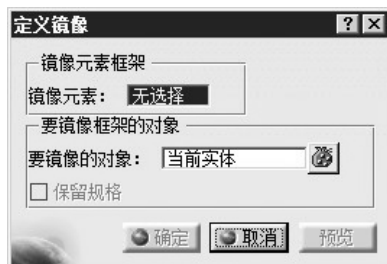 定义镜像
镜像元素框架
镜像元素： 无选择
要镜像框架的对象
要镜像的对象： 当前实体
保留规格
确定 取消 预览